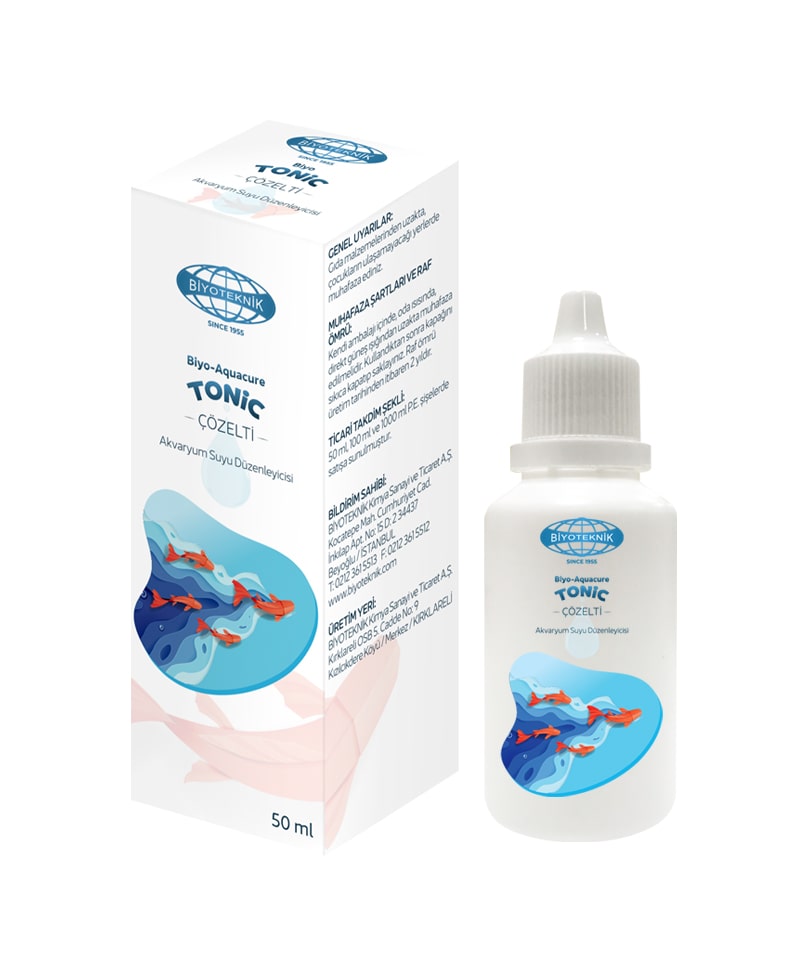 BİYOTEKNİK
SINCE 1955
Biyo
TONiC
- ÇÖZELTİ -
Akvaryum Suyu Düzenleyicisi
BİYOTEKNİK
SINCE 1955
Biyo-Aquacure
TONiC
- ÇÖZELTİ -
Akvaryum Suyu Düzenleyicisi
50 ml
GENEL UYARILAR:
Gıda malzemelerinden uzakta,
çocukların ulaşamayacağı yerlerde
muhafaza ediniz.
MUHAFAZA ŞARTLARI VE RAF
ÖMRÜ:
Kendi ambalajı içinde, oda ısısında,
direkt güneş ışığından uzakta muhafaza
edilmelidir. Kullandıktan sonra kapağını
sıkıca kapatıp saklayınız. Raf ömrü
üretim tarihinden itibaren 2 yıldır.
TİCARİ TAKDİM ŞEKLİ:
50 ml, 100 ml ve 1000 ml P.E. şişelerde
satışa sunulmuştur.
BİLDİRİM SAHİBİ:
BİYOTEKNİK Kimya Sanayi ve Ticaret A.Ş.
Kocatepe Mah. Cumhuriyet Cad.
İnkılap Apt. No: 15 D: 2 34437
Beyoğlu / İSTANBUL
T: 0212 361 5513 F: 0212 361 5512
www.biyoteknik.com
ÜRETİM YERİ:
BİYOTEKNİK Kimya Sanayi ve Ticaret A.Ş.
Kırklareli OSB 5. Cadde No: 9
Kızılcıkdere Köyü / Merkez / KIRKLARELİ
BİYOTEKNİK
SINCE 1955
Biyo-Aquacure
TONiC
- ÇÖZELTİ -
Akvaryum Suyu Düzenleyicisi